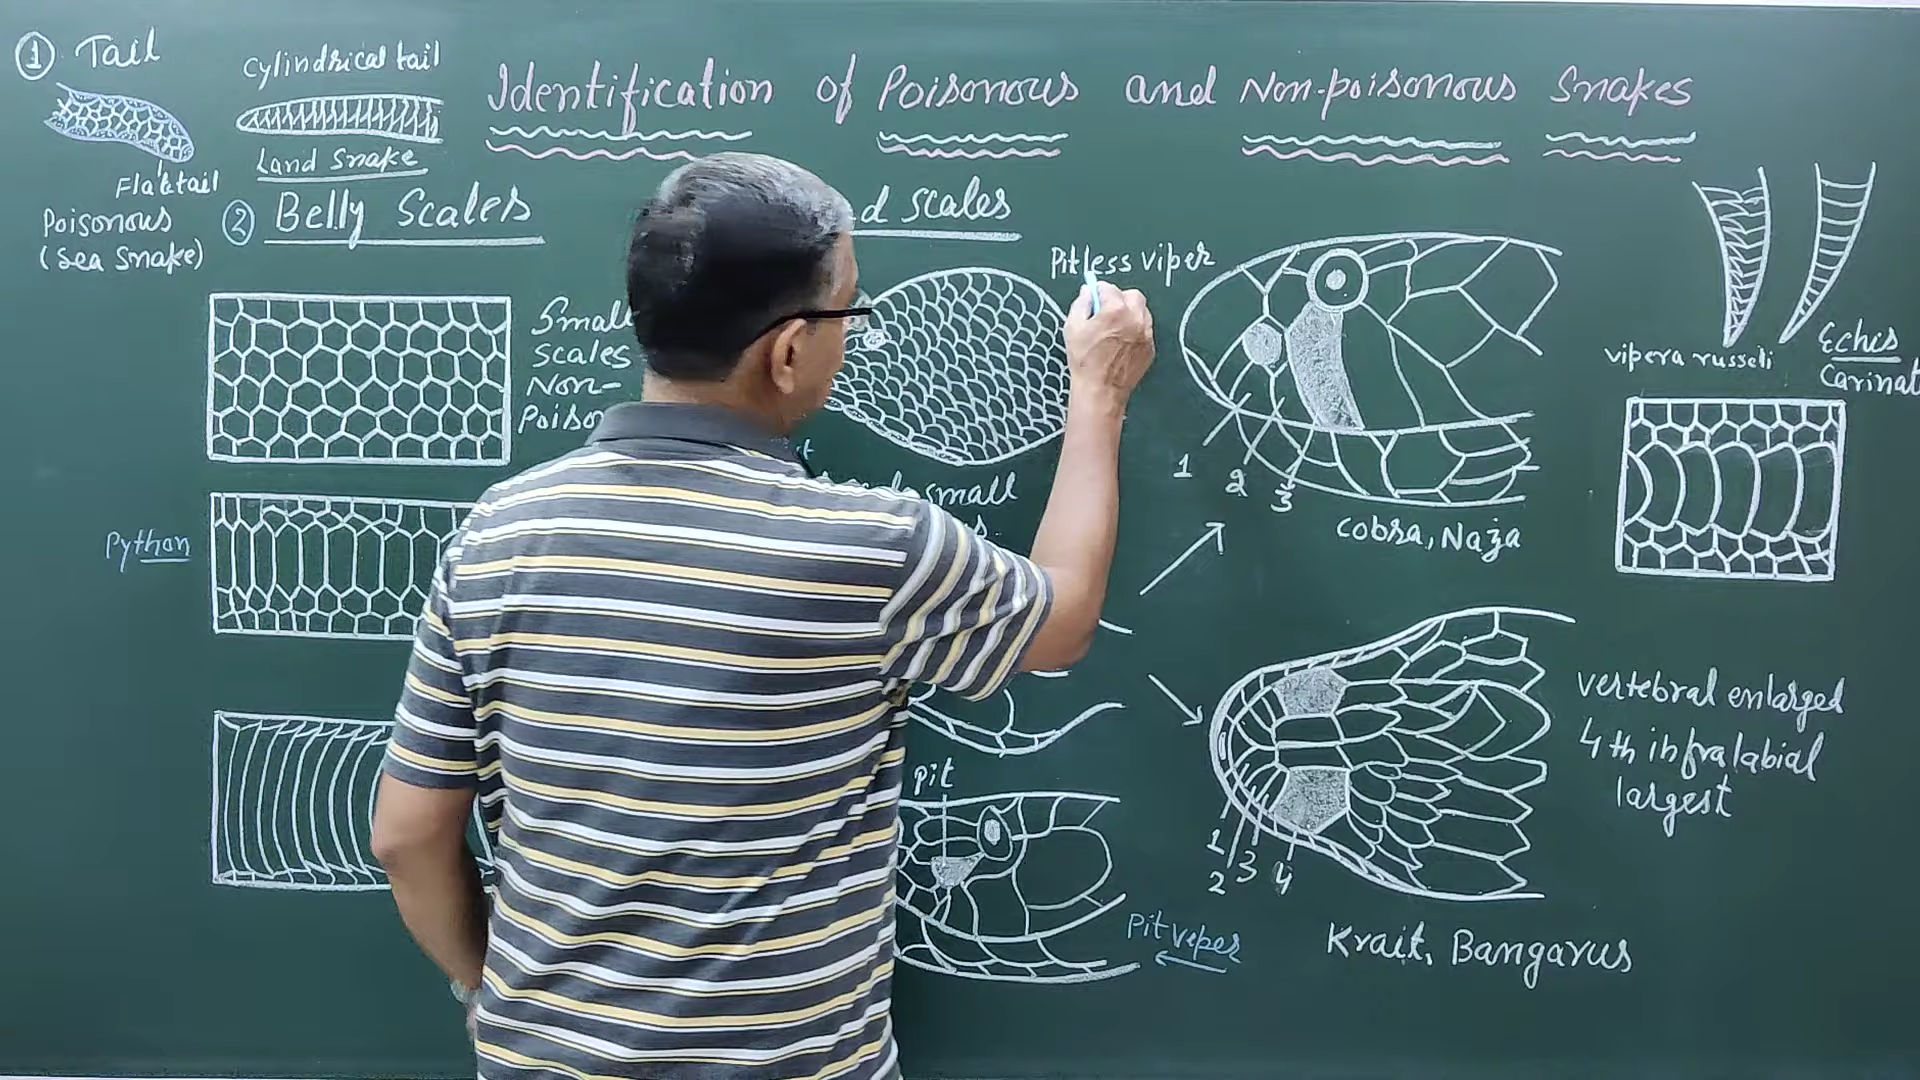 Identification of Poisonous and Non-poisonous Snakes
1 Tail
Cylindrical tail
Land Snake
Flat tail
Poisonous
(Sea Snake)
2 Belly Scales
Small
scales
Non-
Python
d scales
small
Pitless viper
1
2
3
Cobra, Naja
Pit
Pit veper
1
2
3
4
Krait, Bangarus
vertebral enlarged
4th infralabial
largest
vipera russeli
Echis
Carinat